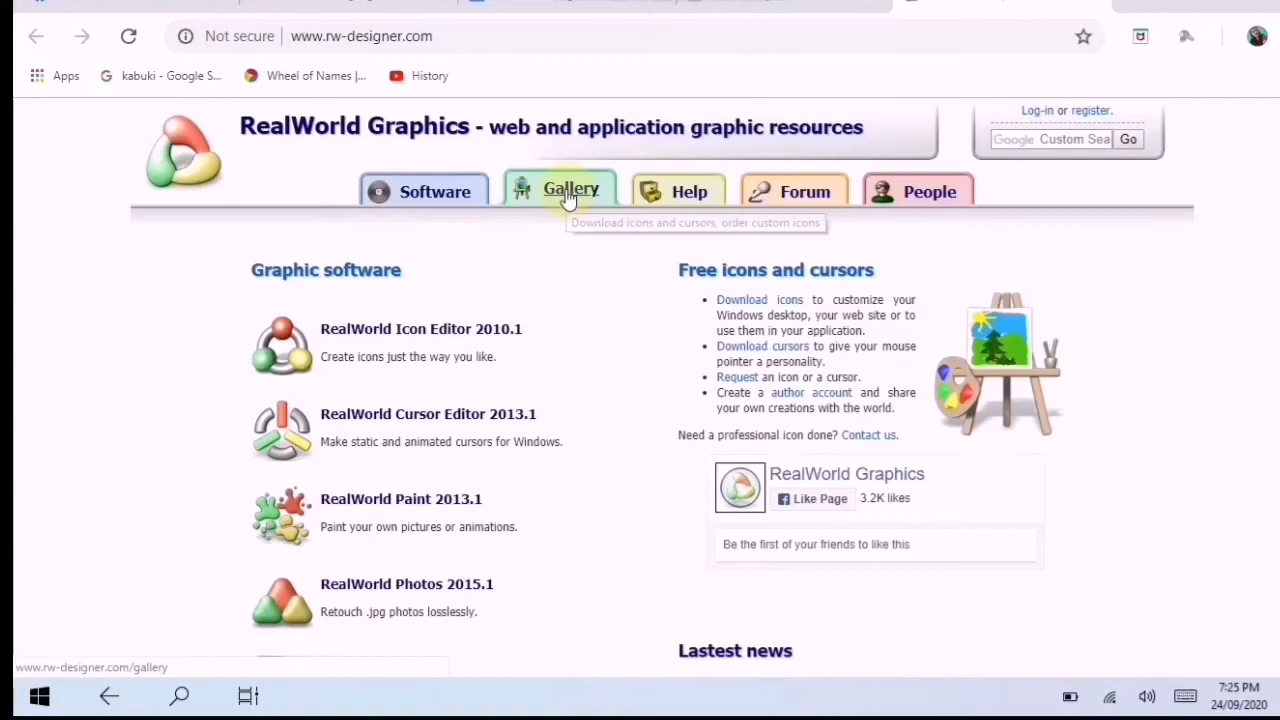 Not secure
www.rw-designer.com
Apps
kabuki - Google S...
Wheel of Names |...
History
RealWorld Graphics - web and application graphic resources
Log-in or register.
Google Custom Sea
Go
Software
Gallery
Help
Forum
People
Download icons and cursors, order custom icons
Graphic software
RealWorld Icon Editor 2010.1
Create icons just the way you like.
RealWorld Cursor Editor 2013.1
Make static and animated cursors for Windows.
RealWorld Paint 2013.1
Paint your own pictures or animations.
RealWorld Photos 2015.1
Retouch .jpg photos losslessly.
Free icons and cursors
Download icons to customize your
Windows desktop, your web site or to
use them in your application.
Download cursors to give your mouse
pointer a personality.
Request an icon or a cursor.
Create a author account and share
your own creations with the world.
Need a professional icon done? Contact us.
RealWorld Graphics
Like Page
3.2K likes
Be the first of your friends to like this
Lastest news
www.rw-designer.com/gallery
7:25 PM
24/09/2020